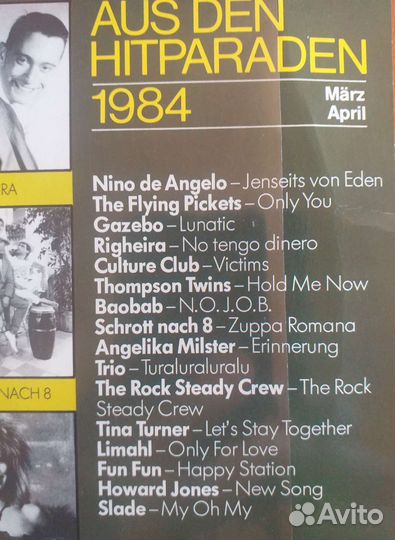 AUS DEN
HITPARADEN
1984
März
April
RA
Nino de Angelo – Jenseits von Eden
The Flying Pickets – Only You
Gazebo – Lunatic
Righeira – No tengo dinero
Culture Club – Victims
Thompson Twins – Hold Me Now
Baobab – N.O.J.O.B.
Schrott nach 8 – Zuppa Romana
Angelika Milster – Erinnerung
Trio – Turaluraluralu
NACH 8
The Rock Steady Crew – The Rock
Steady Crew
Tina Turner – Let's Stay Together
Limahl – Only For Love
Fun Fun – Happy Station
Howard Jones – New Song
Slade – My Oh My
Avito